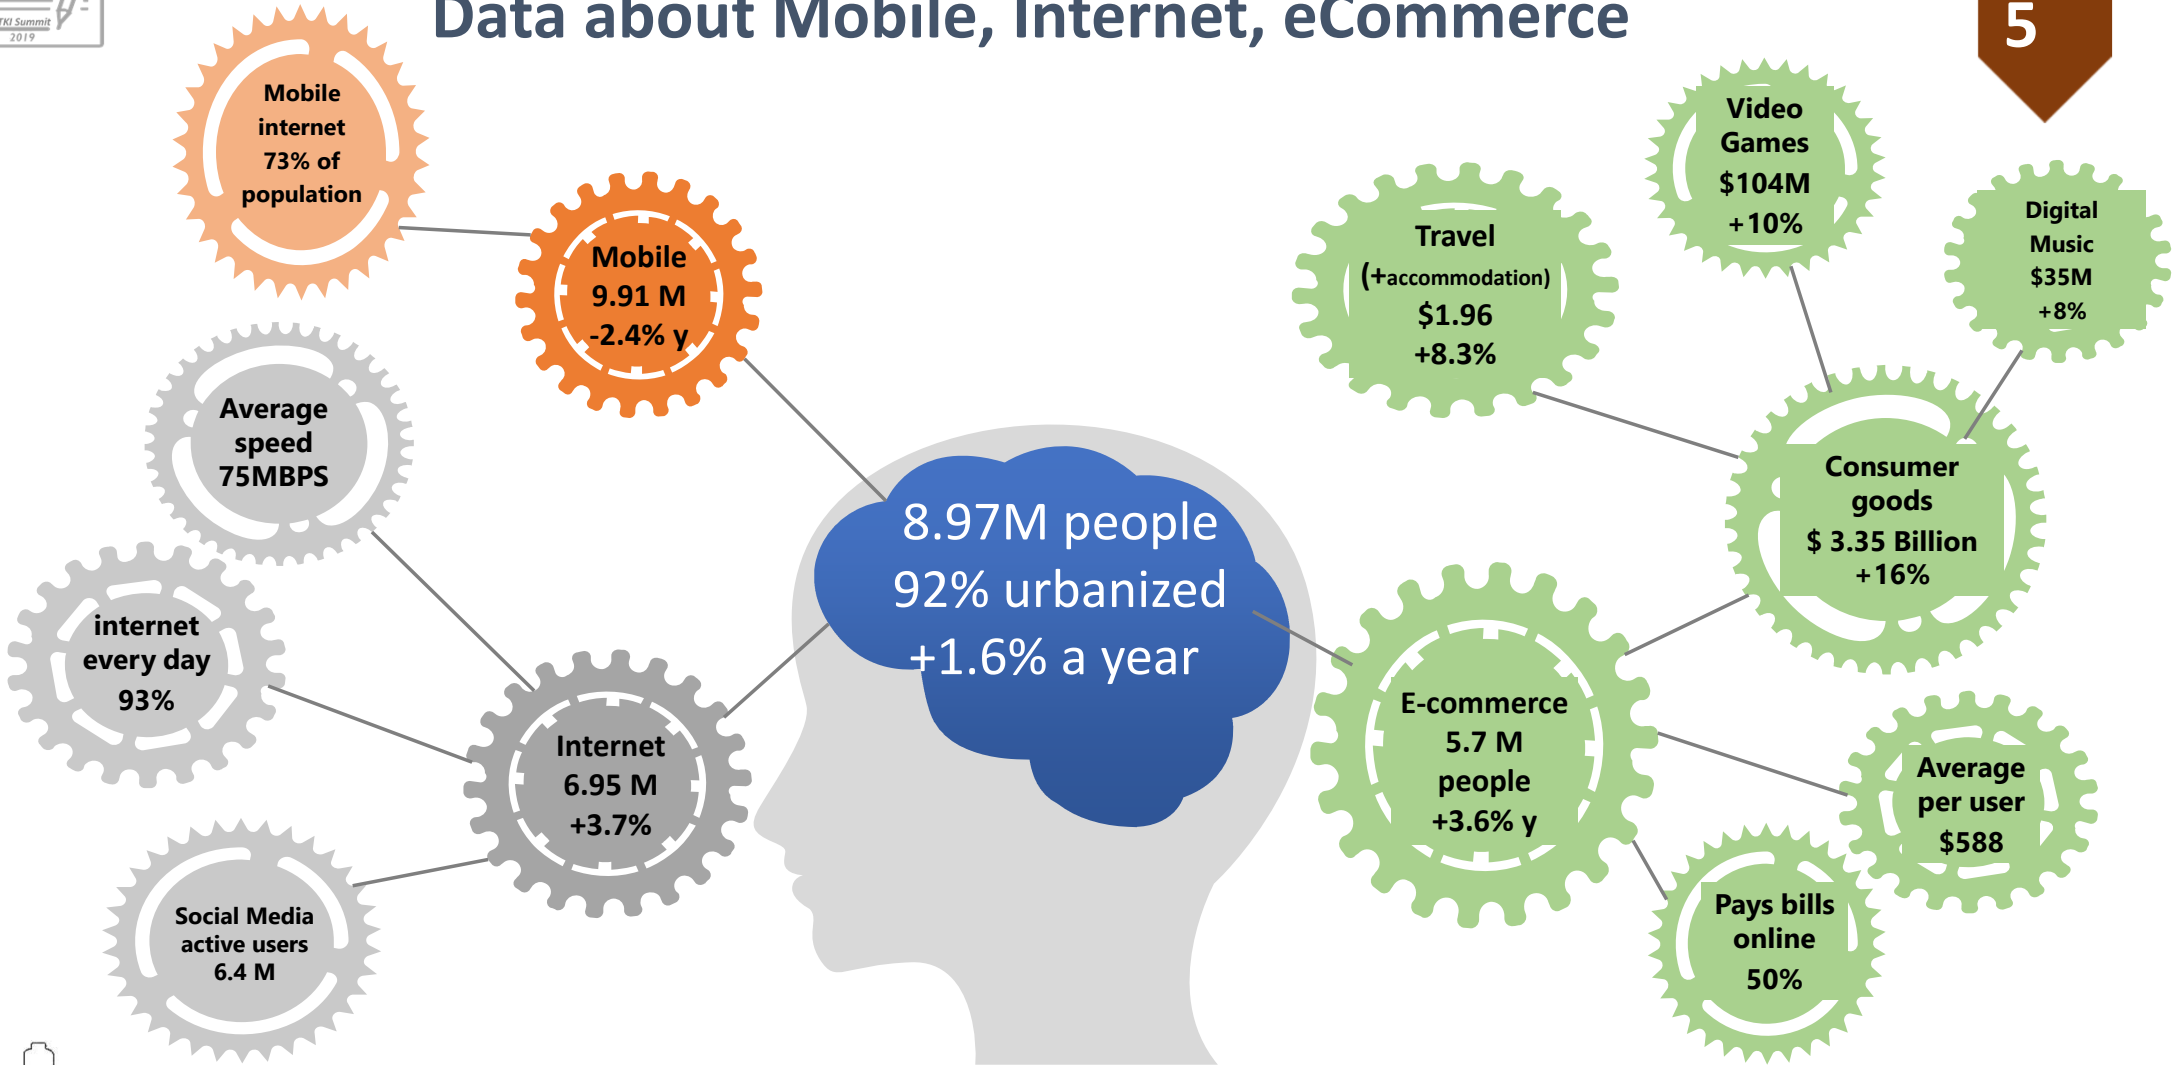 TKI Summit
2019
Data about Mobile, Internet, eCommerce
5
Mobile
internet
73% of
population
Mobile
9.91 M
-2.4% y
Average
speed
75MBPS
internet
every day
93%
Internet
6.95 M
+3.7%
Social Media
active users
6.4 M
8.97M people
92% urbanized
+1.6% a year
Travel
(+accommodation)
$1.96
+8.3%
Video
Games
$104M
+10%
Digital
Music
$35M
+8%
Consumer
goods
$ 3.35 Billion
+16%
E-commerce
5.7 M
people
+3.6% y
Average
per user
$588
Pays bills
online
50%